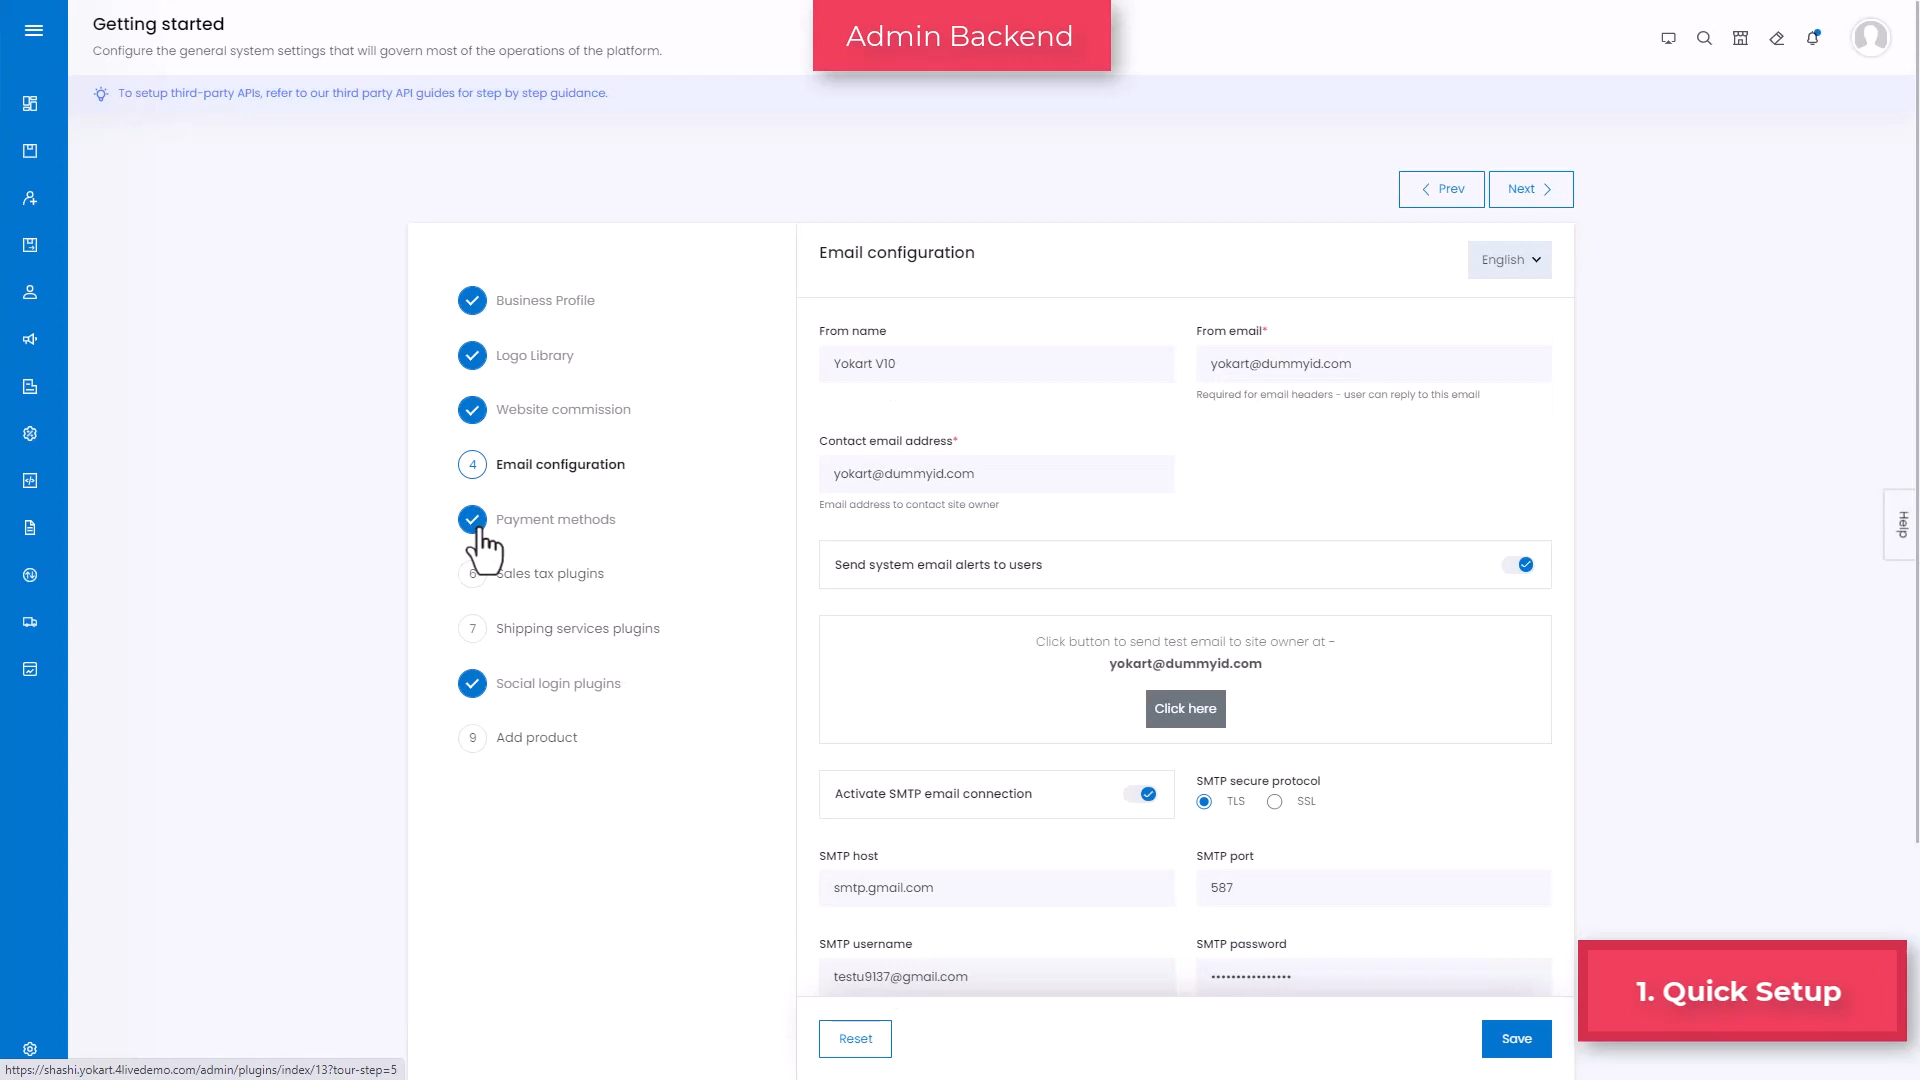 Getting started
Configure the general system settings that will govern most of the operations of the platform.
Admin Backend
To setup third-party APIs, refer to our third party API guides for step by step guidance.
Prev
Next
Business Profile
Logo Library
Website commission
4 Email configuration
Payment methods
6 Sales tax plugins
7 Shipping services plugins
Social login plugins
9 Add product
Email configuration
English
From name
From email*
Yokart V10
yokart@dummyid.com
Required for email headers - user can reply to this email
Contact email address*
yokart@dummyid.com
Email address to contact site owner
Send system email alerts to users
Click button to send test email to site owner at -
yokart@dummyid.com
Click here
Activate SMTP email connection
SMTP secure protocol
TLS SSL
SMTP host
SMTP port
smtp.gmail.com
587
SMTP username
SMTP password
testu9137@gmail.com
••••••••••••••••
Reset
Save
Help
1. Quick Setup
https://shashi.yokart.4livedemo.com/admin/plugins/index/13?tour-step=5